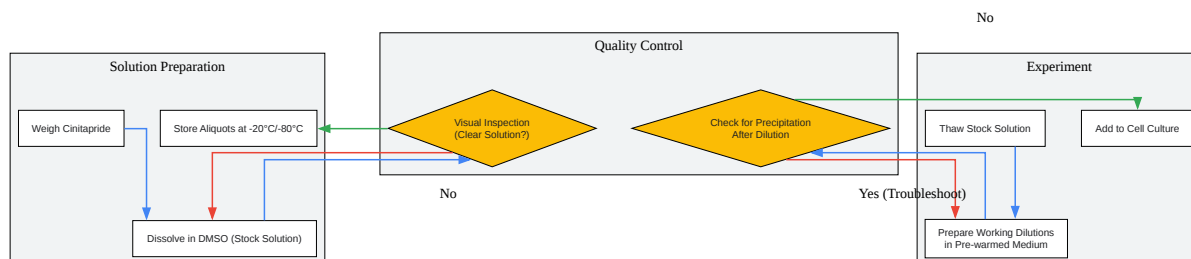 No
Quality Control
Solution Preparation
Experiment
Weigh Cinitapride
Store Aliquots at -20°C/-80°C
Visual Inspection
(Clear Solution?)
Check for Precipitation
After Dilution
Thaw Stock Solution
Add to Cell Culture
No
Yes (Troubleshoot)
Dissolve in DMSO (Stock Solution)
Prepare Working Dilutions
in Pre-warmed Medium